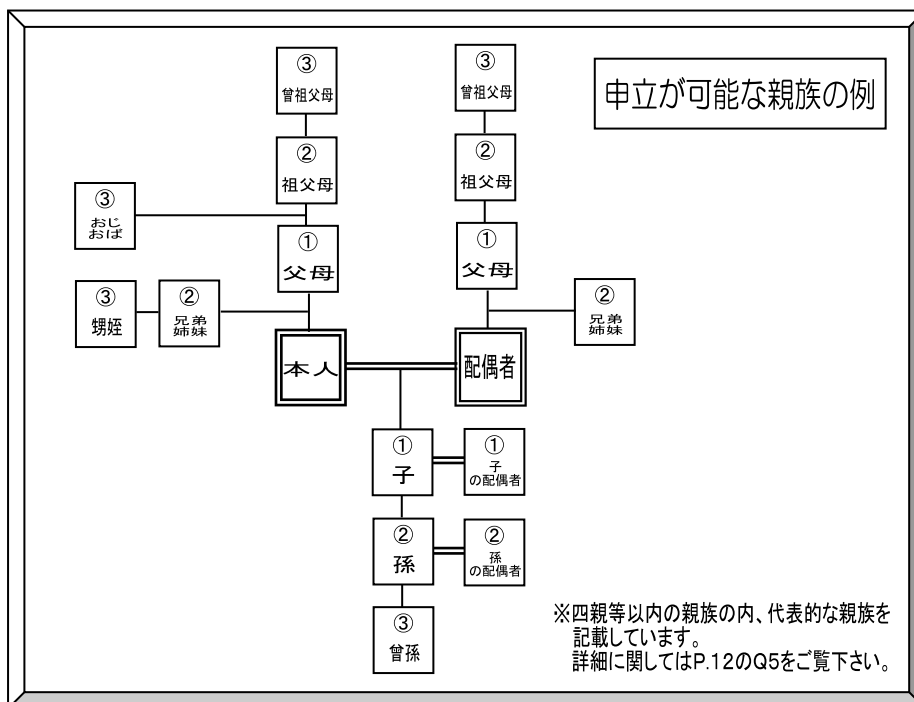 申立が可能な親族の例
③
曾祖父母
③
曾祖父母
②
祖父母
②
祖父母
③
おじ
おば
①
父母
①
父母
③
甥姪
②
兄弟
姉妹
②
兄弟
姉妹
本人
配偶者
①
子
①
子
の配偶者
②
孫
②
孫
の配偶者
③
曾孫
※四親等以内の親族の内、代表的な親族を
記載しています。
詳細に関してはP.12のQ5をご覧下さい。